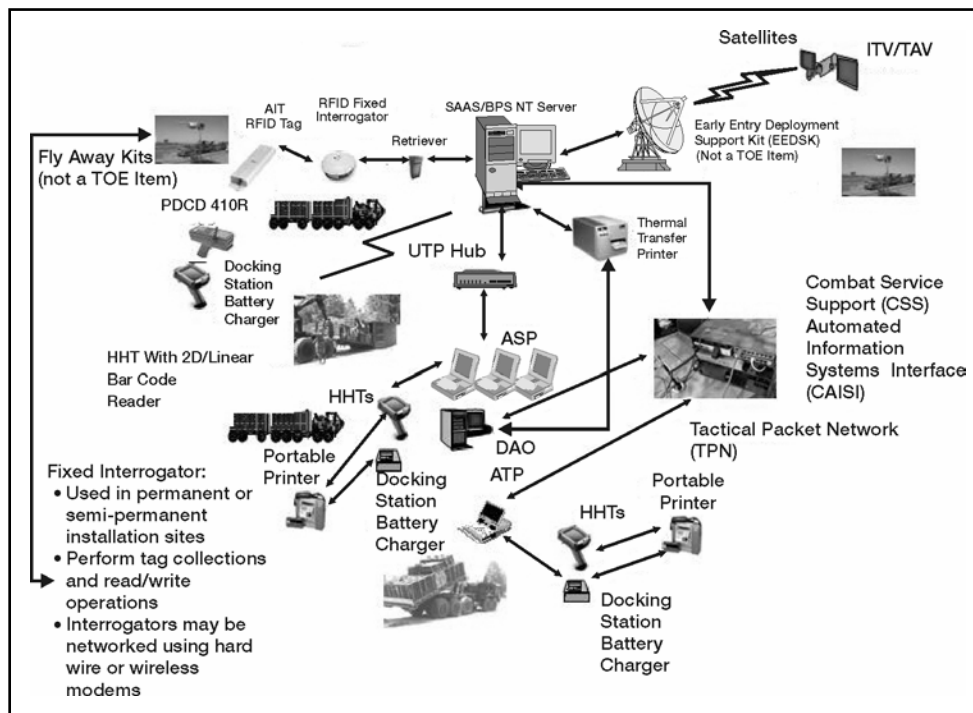 Satellites
ITV/TAV
SAAS/BPS NT Server
AIT
RFID Tag
RFID Fixed
Interrogator
Retriever
Early Entry Deployment
Support Kit (EEDSK)
(Not a TOE Item)
Fly Away Kits
(not a TOE Item)
PDCD 410R
Thermal
Transfer
Printer
UTP Hub
Docking
Station
Battery
Charger
Combat Service
Support (CSS)
Automated
Information
Systems Interface
(CAISI)
ASP
HHT With 2D/Linear
Bar Code
Reader
HHTs
DAO
Tactical Packet Network
(TPN)
Portable
Printer
Docking
Station
Battery
Charger
ATP
Portable
Printer
HHTs
Fixed Interrogator:
• Used in permanent or
semi-permanent
installation sites
• Perform tag collections
and read/write
operations
• Interrogators may be
networked using hard
wire or wireless
modems
Docking
Station
Battery
Charger